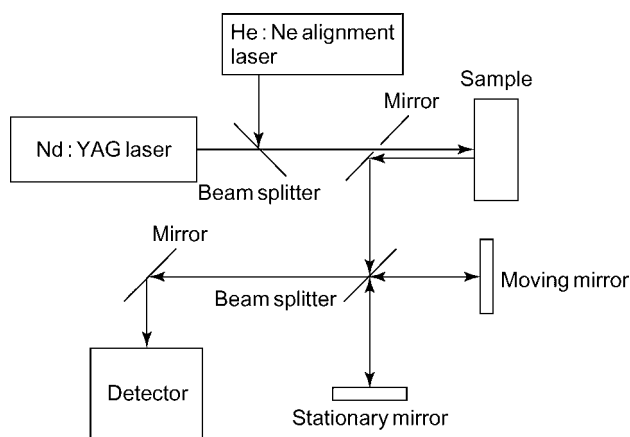 He : Ne alignment
laser
Sample
Mirror
Nd : YAG laser
Beam splitter
Mirror
Beam splitter
Moving mirror
Detector
Stationary mirror